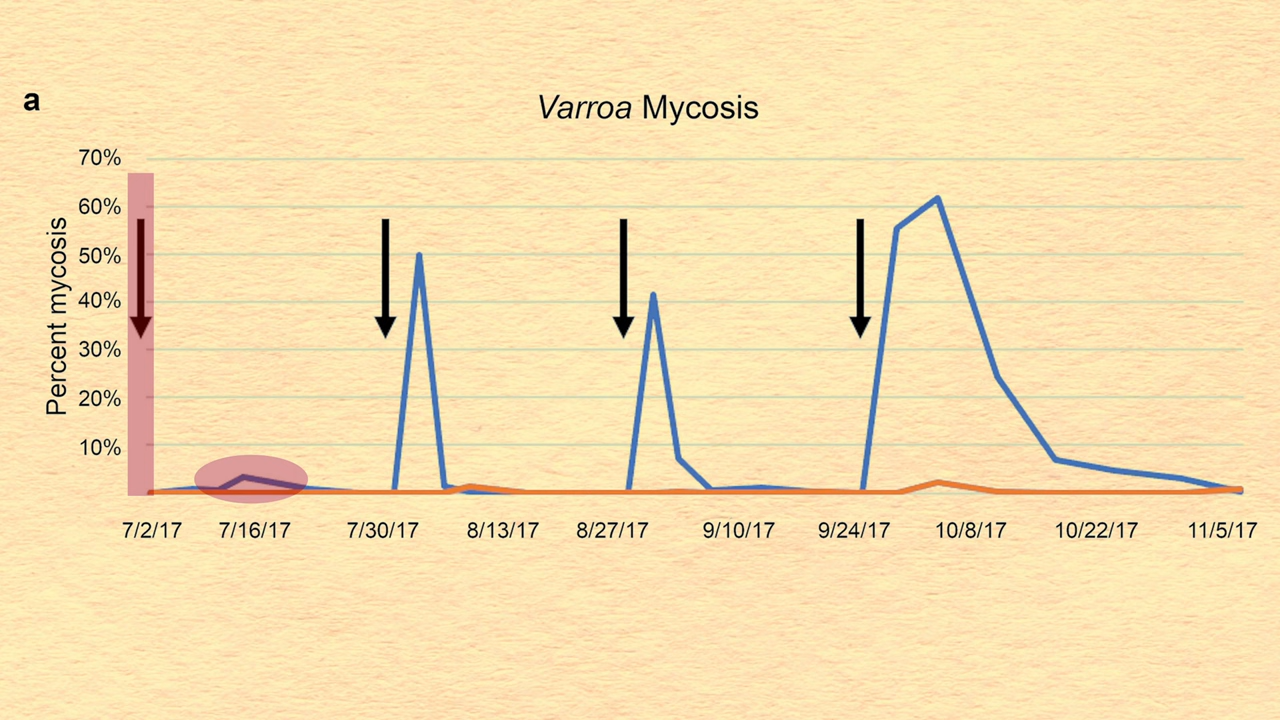 a
Varroa Mycosis
Percent mycosis
70%
60%
50%
40%
30%
20%
10%
7/2/17 7/16/17 7/30/17 8/13/17 8/27/17 9/10/17 9/24/17 10/8/17 10/22/17 11/5/17